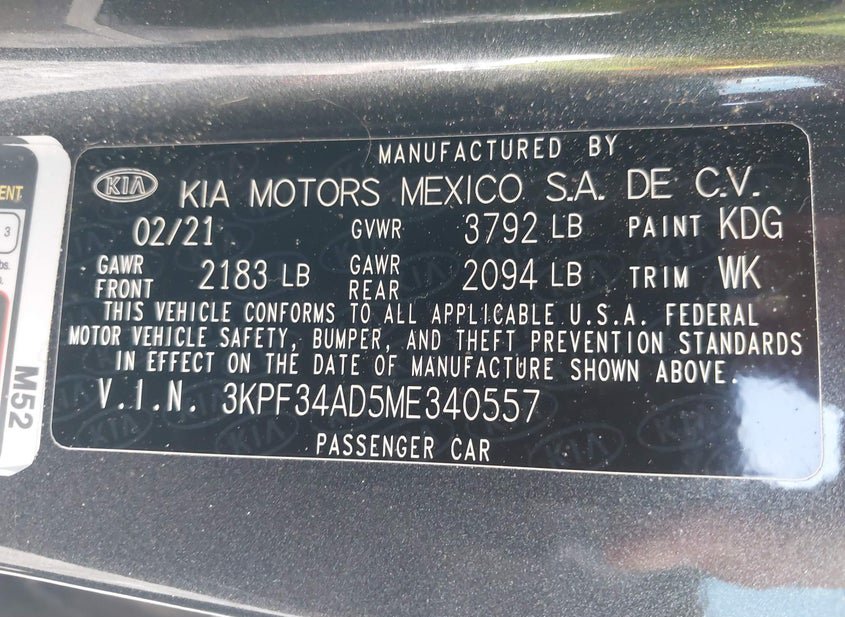 MANUFACTURED BY
KIA KIA MOTORS MEXICO S.A. DE C.V.
02/21 GVWR 3792 LB PAINT KDG
GAWR FRONT 2183 LB GAWR REAR 2094 LB TRIM WK
THIS VEHICLE CONFORMS TO ALL APPLICABLE U.S.A. FEDERAL
MOTOR VEHICLE SAFETY, BUMPER, AND THEFT PREVENTION STANDARDS
IN EFFECT ON THE DATE OF MANUFACTURE SHOWN ABOVE.
V.I.N. 3KPF34AD5ME340557
PASSENGER CAR
3
M52